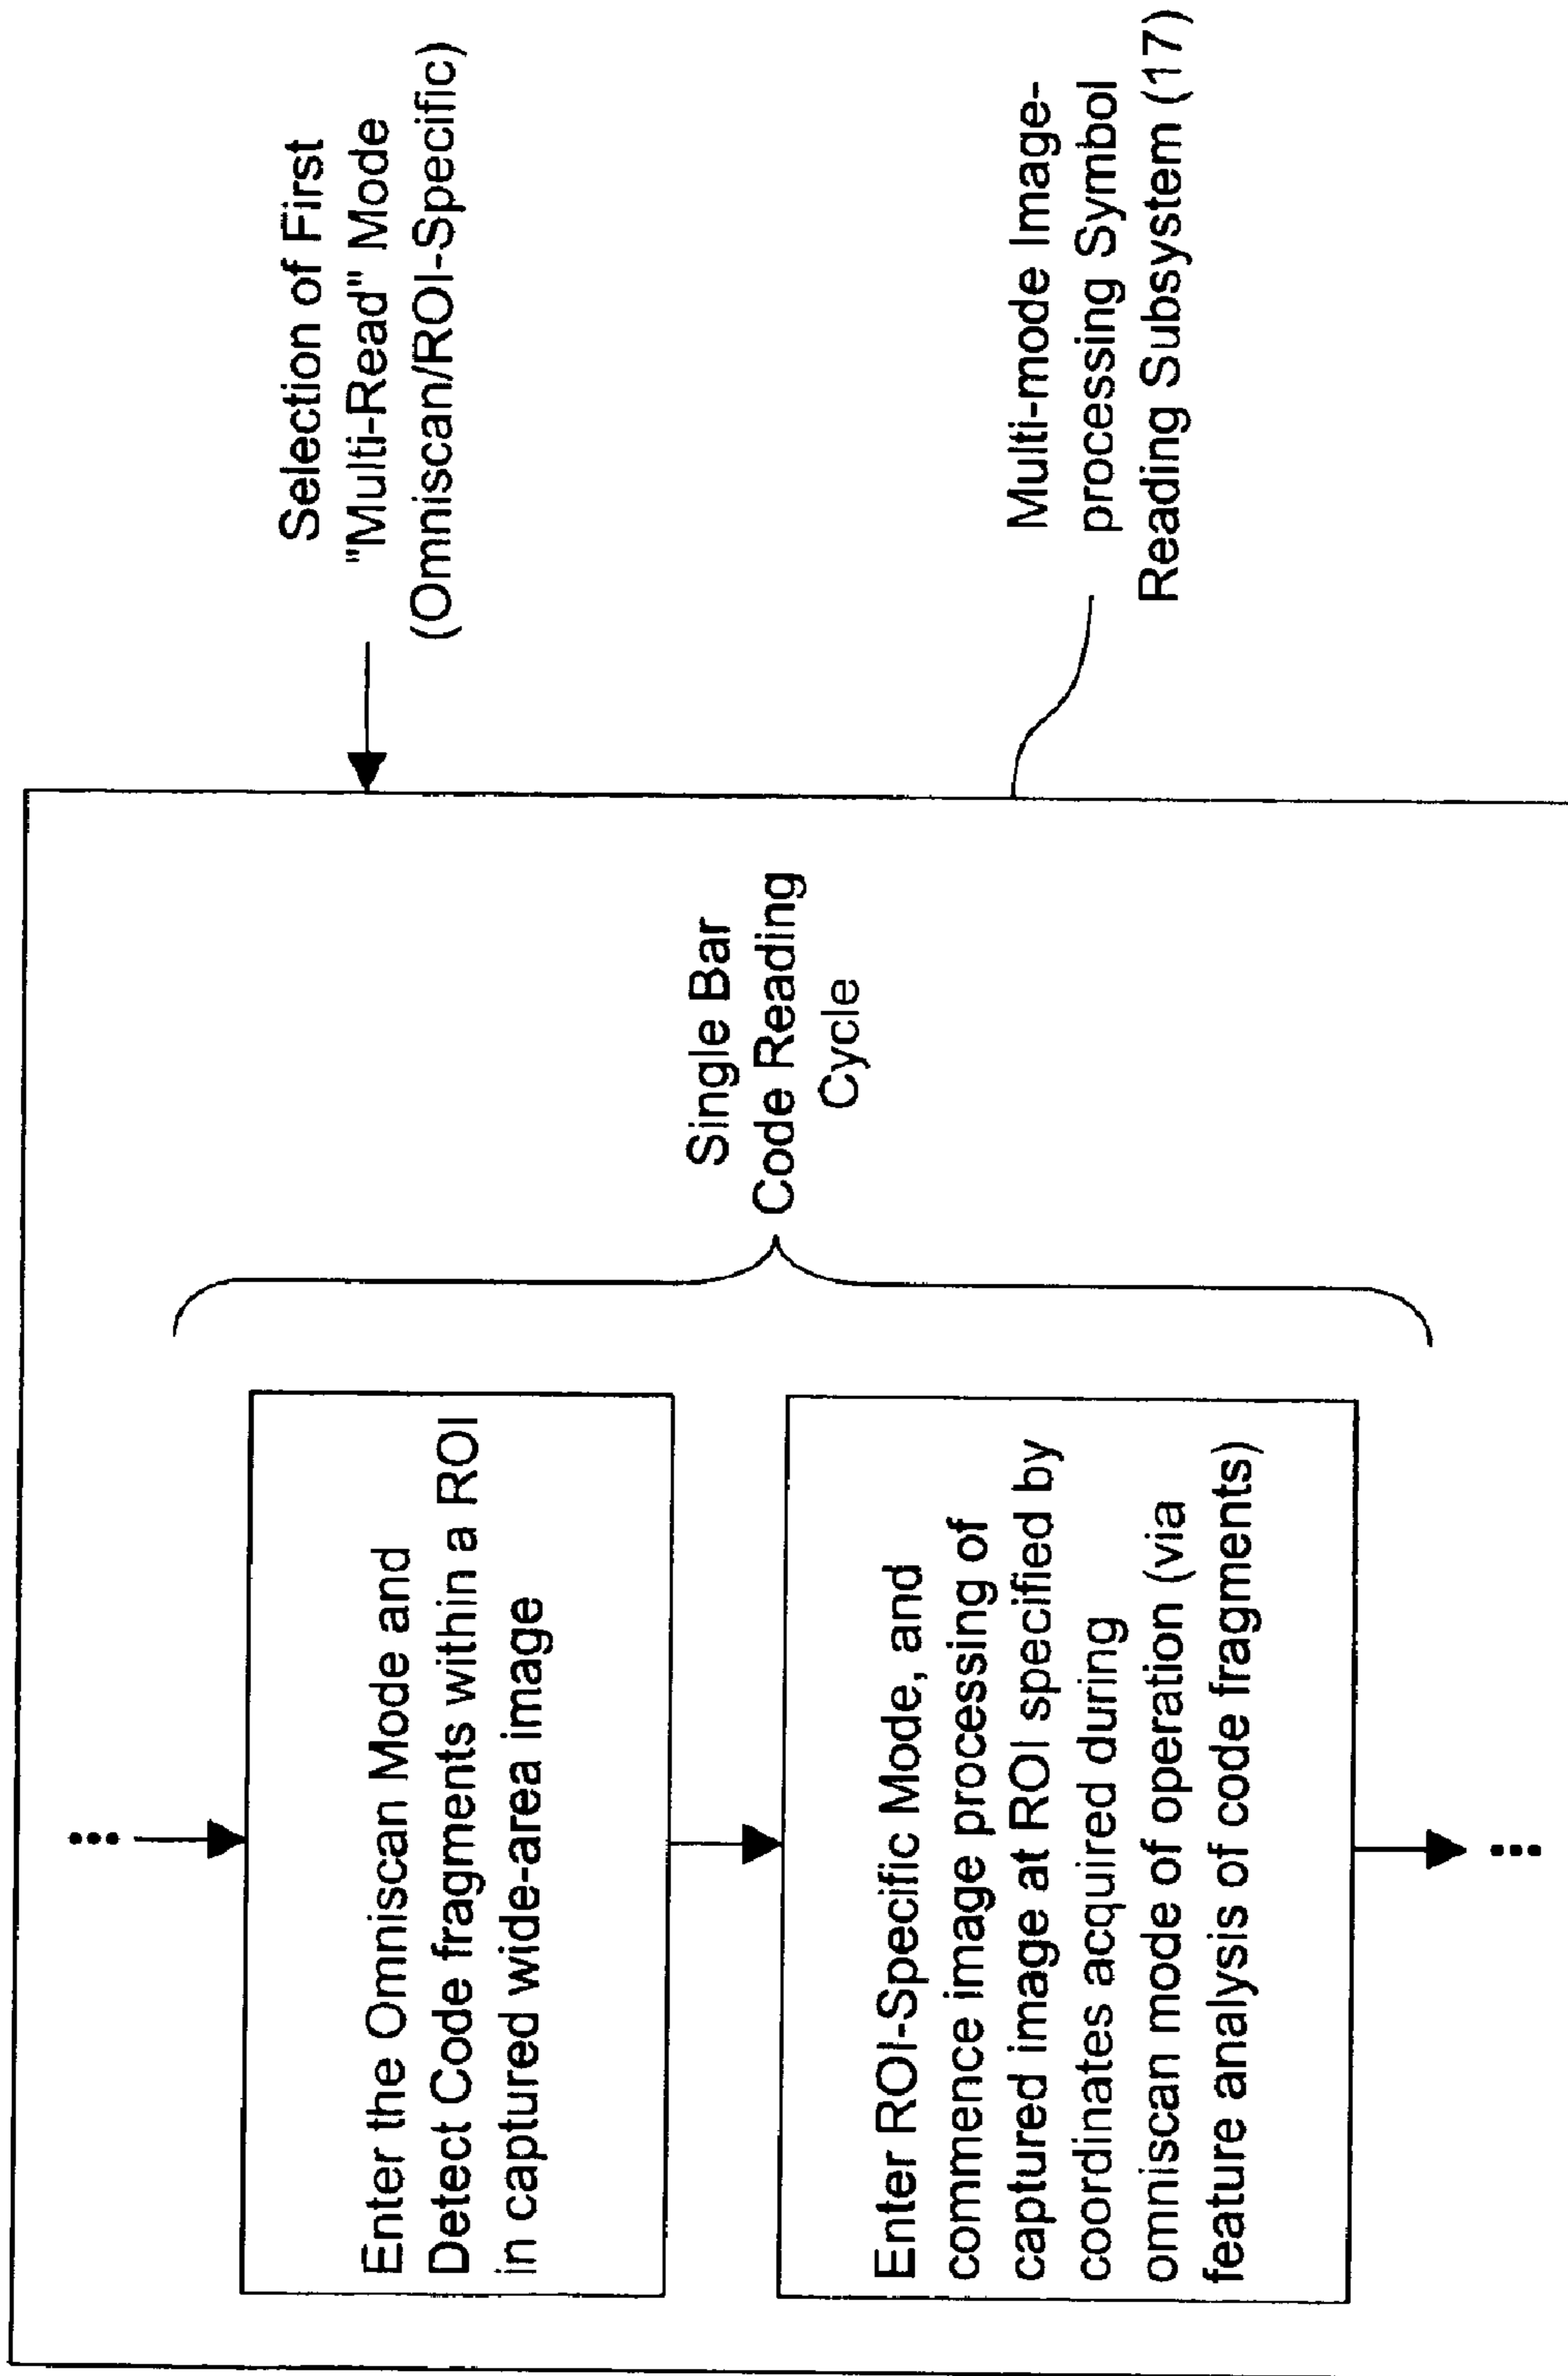 Selection of First
"Multi-Read" Mode
(Omniscan/ROI-Specific)
Multi-mode Image-
processing Symbol
Reading Subsystem (17)
Single Bar
Code Reading
Cycle
Enter the Omniscan Mode and
Detect Code fragments within a ROI
in captured wide-area image
Enter ROI-Specific Mode, and
commence image processing of
captured image at ROI specified by
coordinates acquired during
omniscan mode of operation (via
feature analysis of code fragments)